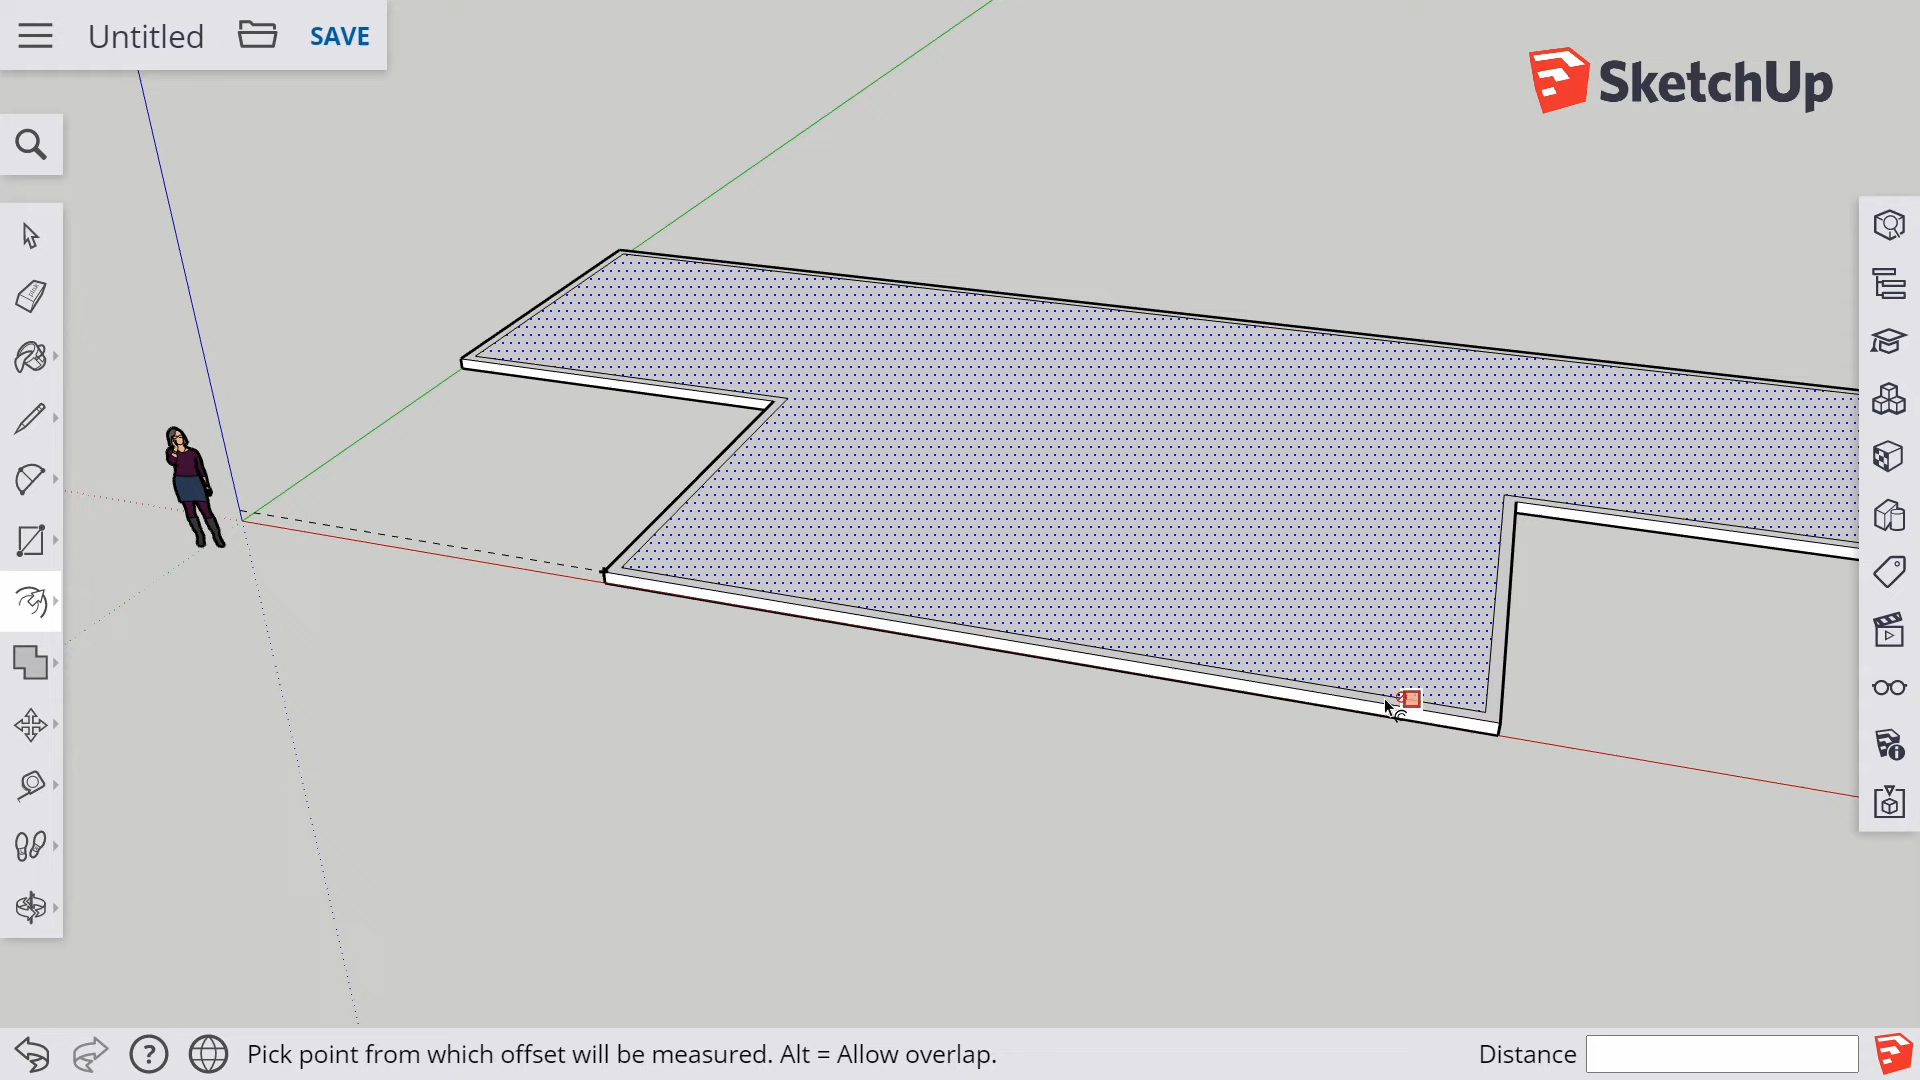 Untitled
SAVE
SketchUp
Pick point from which offset will be measured. Alt = Allow overlap.
Distance